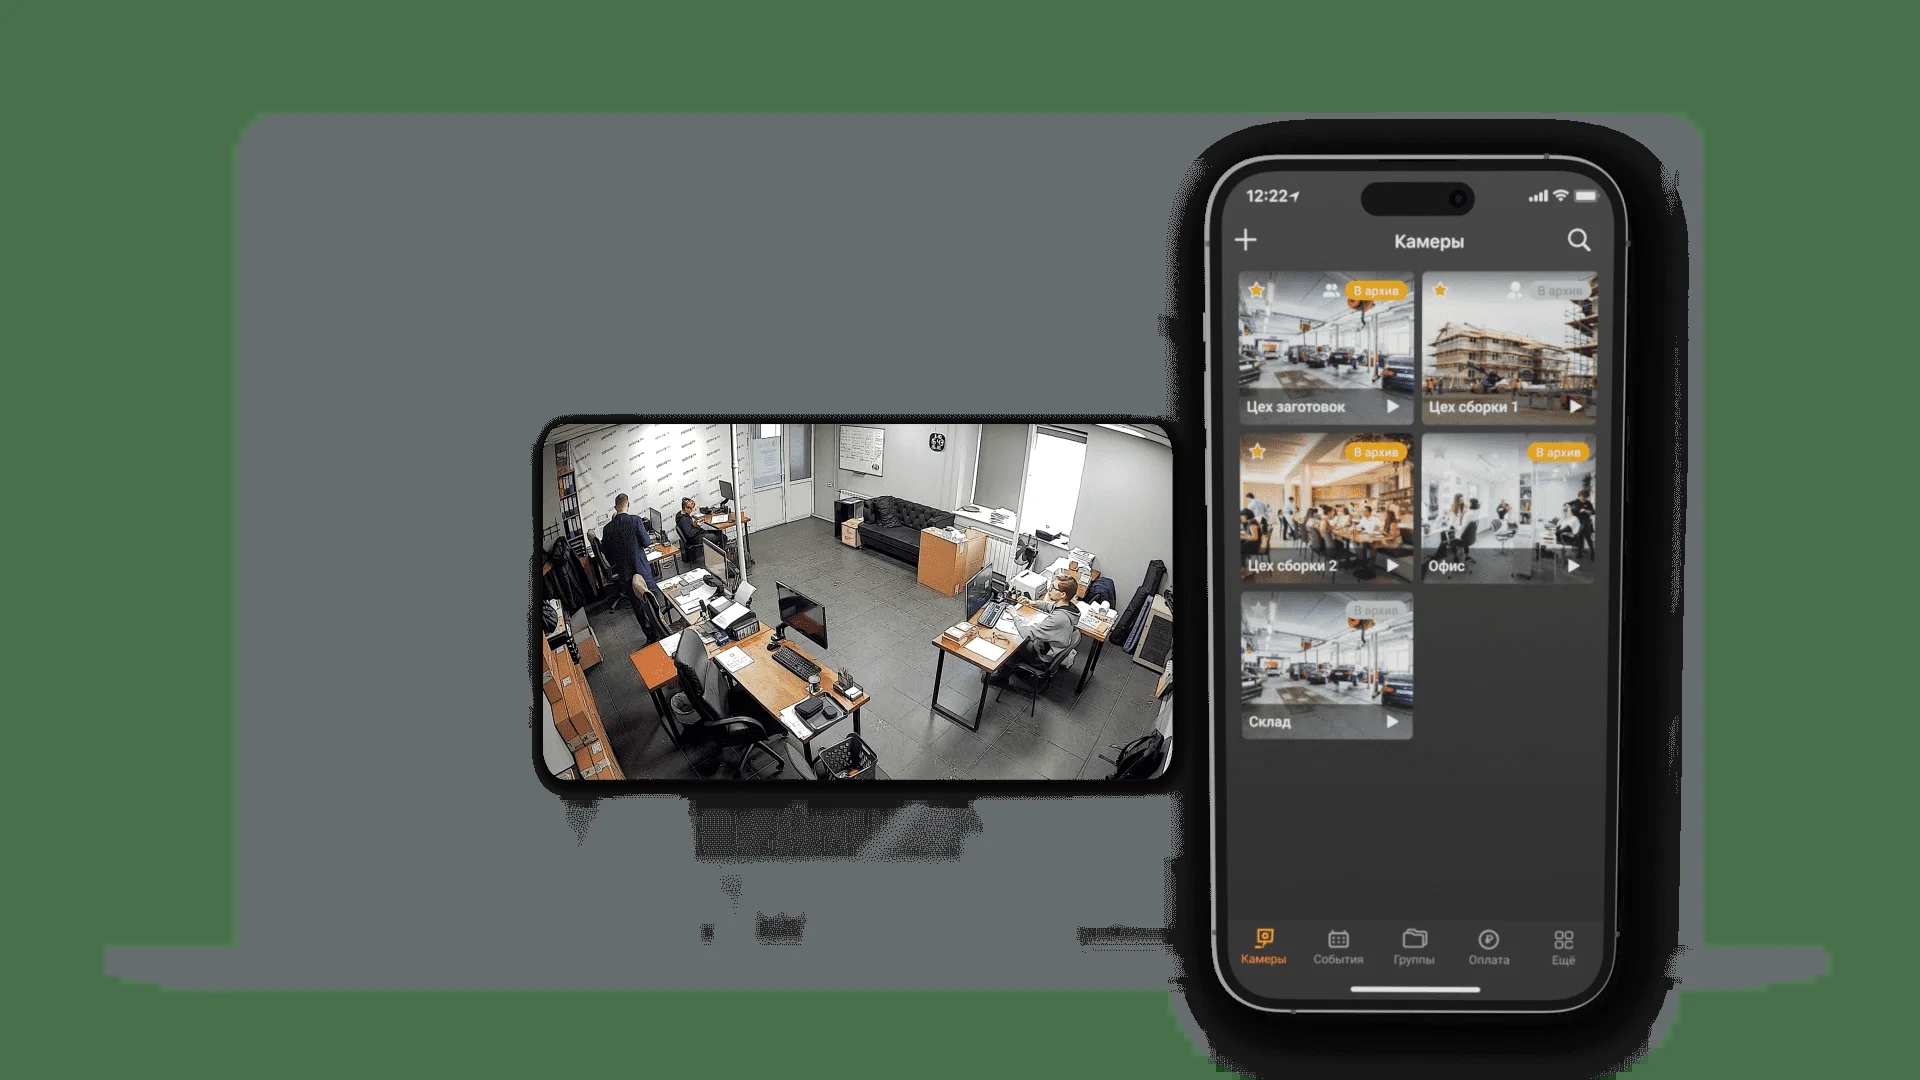 12:22
Камеры
В архив
В архив
Цех заготовок
Цех сборки 1
В архив
В архив
Цех сборки 2
Офис
В архив
Склад
Камеры
События
Группы
Оплата
Ещё